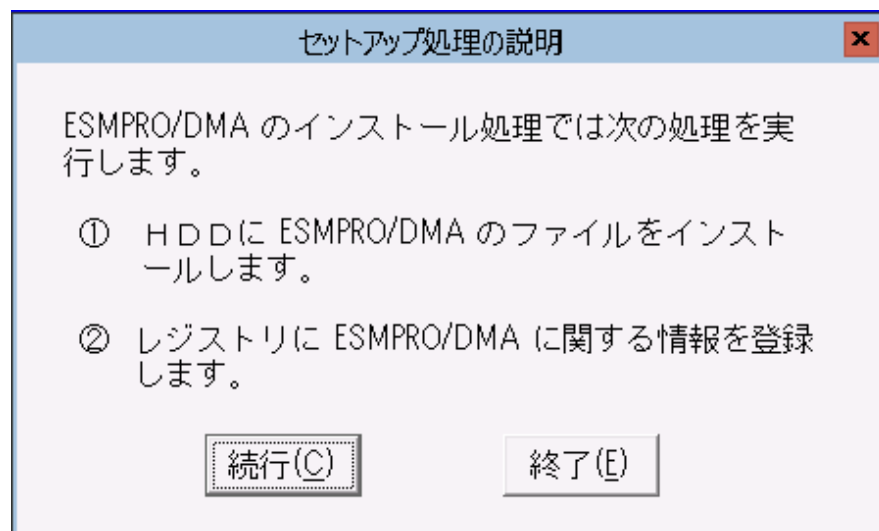 セットアップ処理の説明
ESMPRO/DMA のインストール処理では次の処理を実
行します。
① ＨＤＤに ESMPRO/DMA のファイルをインスト
ールします。
② レジストリに ESMPRO/DMA に関する情報を登録
します。
続行(C) 終了(E)